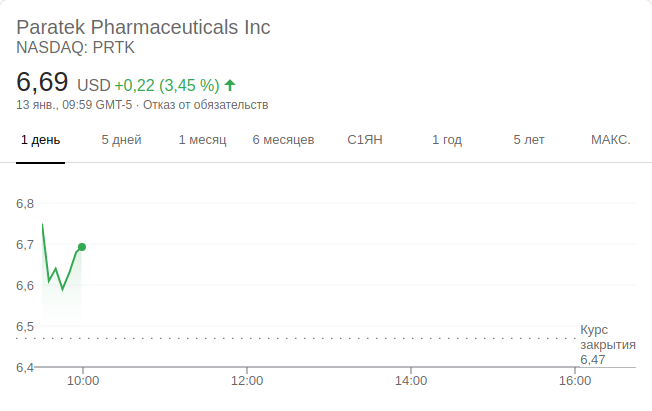 Paratek Pharmaceuticals Inc
NASDAQ: PRTK
6,69 USD +0,22 (3,45 %)
13 янв., 09:59 GMT-5 · Отказ от обязательств
1 день 5 дней 1 месяц 6 месяцев С1ЯН 1 год 5 лет МАКС.
6,8
6,7
6,6
6,5
Курс
закрытия
6,47
6,4
10:00 12:00 14:00 16:00